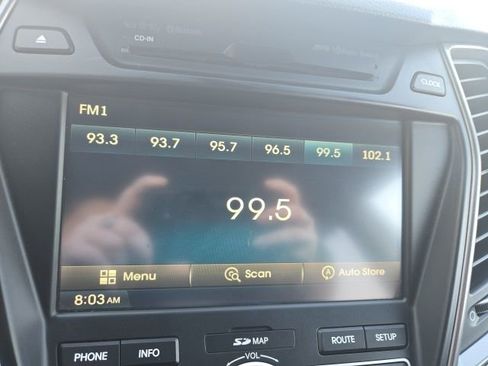 CD-IN
CLOCK
FM1
93.3 93.7 95.7 96.5 99.5 102.1
99.5
Menu Scan Auto Store
8:03 AM
SD MAP
PHONE INFO ROUTE SETUP
VOL